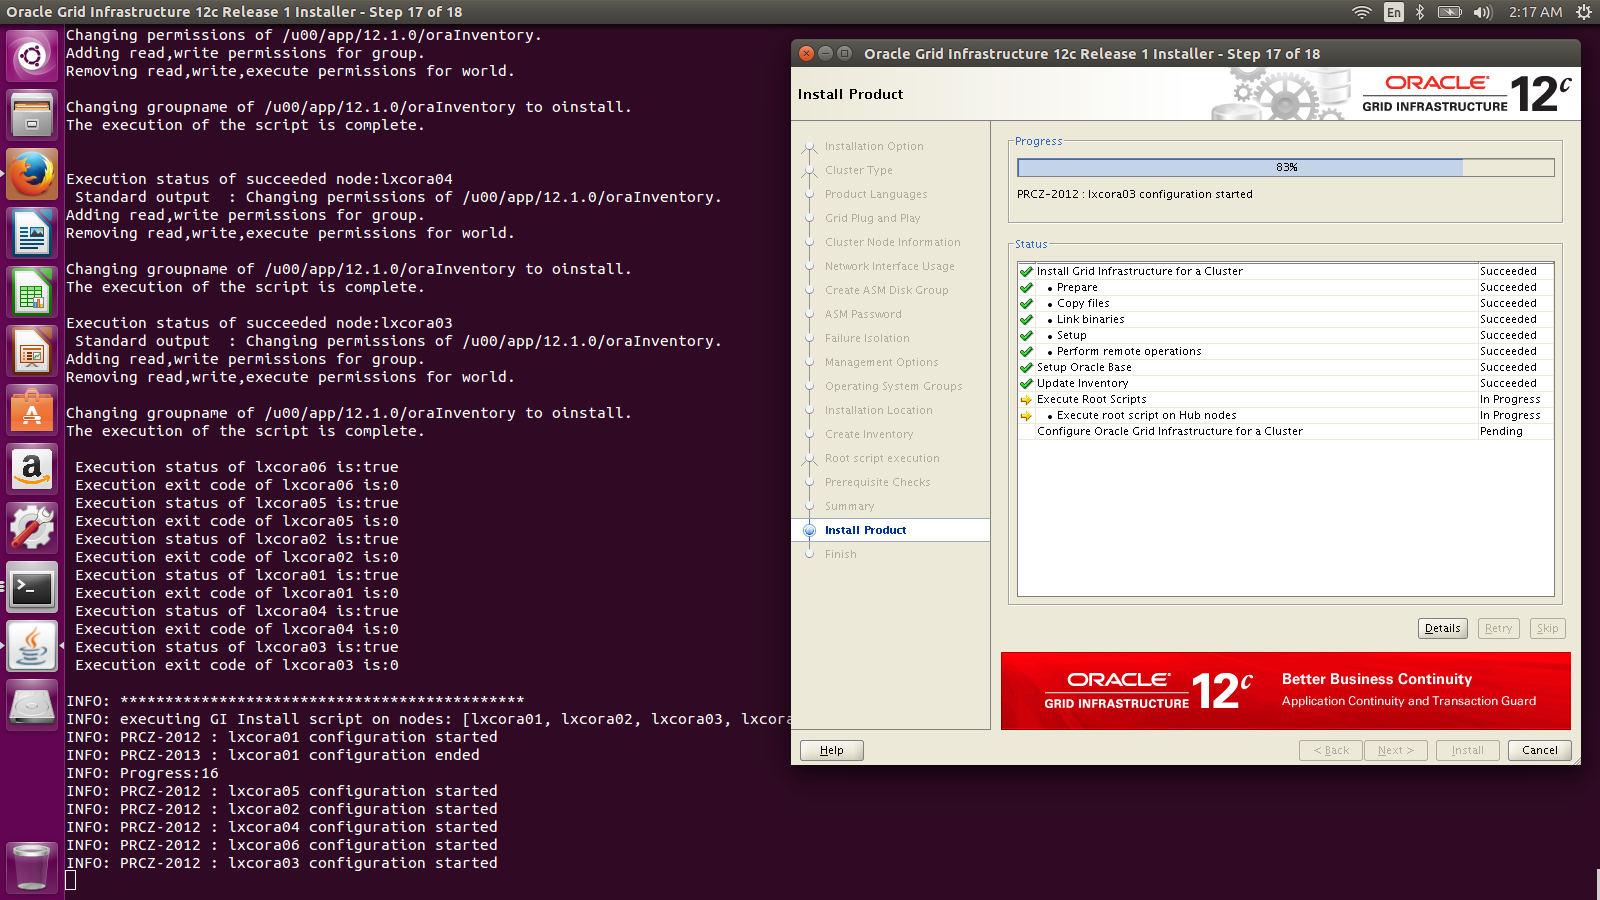 Oracle Grid Infrastructure 12c Release 1 Installer - Step 17 of 18
En
2:17 AM
Changing permissions of /u00/app/12.1.0/oraInventory.
Adding read,write permissions for group.
Removing read,write,execute permissions for world.
Changing groupname of /u00/app/12.1.0/oraInventory to oinstall.
The execution of the script is complete.
Execution status of succeeded node:lxcora04
Standard output  : Changing permissions of /u00/app/12.1.0/oraInventory.
Adding read,write permissions for group.
Removing read,write,execute permissions for world.
Changing groupname of /u00/app/12.1.0/oraInventory to oinstall.
The execution of the script is complete.
Execution status of succeeded node:lxcora03
Standard output  : Changing permissions of /u00/app/12.1.0/oraInventory.
Adding read,write permissions for group.
Removing read,write,execute permissions for world.
Changing groupname of /u00/app/12.1.0/oraInventory to oinstall.
The execution of the script is complete.
Execution status of lxcora06 is:true
Execution exit code of lxcora06 is:0
Execution status of lxcora05 is:true
Execution exit code of lxcora05 is:0
Execution status of lxcora02 is:true
Execution exit code of lxcora02 is:0
Execution status of lxcora01 is:true
Execution exit code of lxcora01 is:0
Execution status of lxcora04 is:true
Execution exit code of lxcora04 is:0
Execution status of lxcora03 is:true
Execution exit code of lxcora03 is:0
INFO: *********************************************
INFO: executing GI Install script on nodes: [lxcora01, lxcora02, lxcora03, lxcora
INFO: PRCZ-2012 : lxcora01 configuration started
INFO: PRCZ-2013 : lxcora01 configuration ended
INFO: Progress:16
INFO: PRCZ-2012 : lxcora05 configuration started
INFO: PRCZ-2012 : lxcora02 configuration started
INFO: PRCZ-2012 : lxcora04 configuration started
INFO: PRCZ-2012 : lxcora06 configuration started
INFO: PRCZ-2012 : lxcora03 configuration started
Oracle Grid Infrastructure 12c Release 1 Installer - Step 17 of 18
Install Product
ORACLE
GRID INFRASTRUCTURE 12c
Installation Option
Cluster Type
Product Languages
Grid Plug and Play
Cluster Node Information
Network Interface Usage
Create ASM Disk Group
ASM Password
Failure Isolation
Management Options
Operating System Groups
Installation Location
Create Inventory
Root script execution
Prerequisite Checks
Summary
Install Product
Finish
Progress
83%
PRCZ-2012 : lxcora03 configuration started
Status
Install Grid Infrastructure for a Cluster Succeeded
• Prepare Succeeded
• Copy files Succeeded
• Link binaries Succeeded
• Setup Succeeded
• Perform remote operations Succeeded
Setup Oracle Base Succeeded
Update Inventory Succeeded
Execute Root Scripts In Progress
• Execute root script on Hub nodes In Progress
Configure Oracle Grid Infrastructure for a Cluster Pending
Details Retry Skip
ORACLE
GRID INFRASTRUCTURE 12c
Better Business Continuity
Application Continuity and Transaction Guard
Help < Back Next > Install Cancel